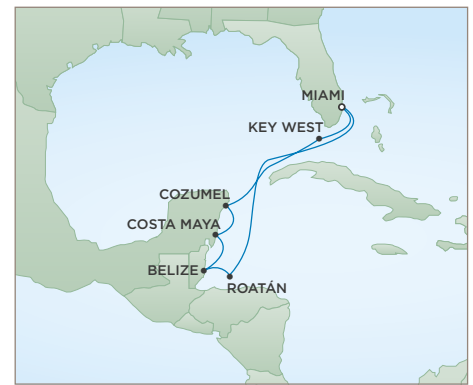 MIAMI
KEY WEST
COZUMEL
COSTA MAYA
BELIZE
ROATÁN